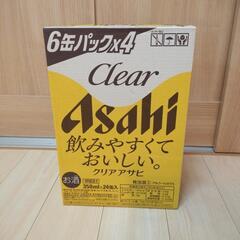 6缶パック×4
Clear
Asahi
飲みやすくて
おいしい。
クリアアサヒ
お酒
350ml×24缶入